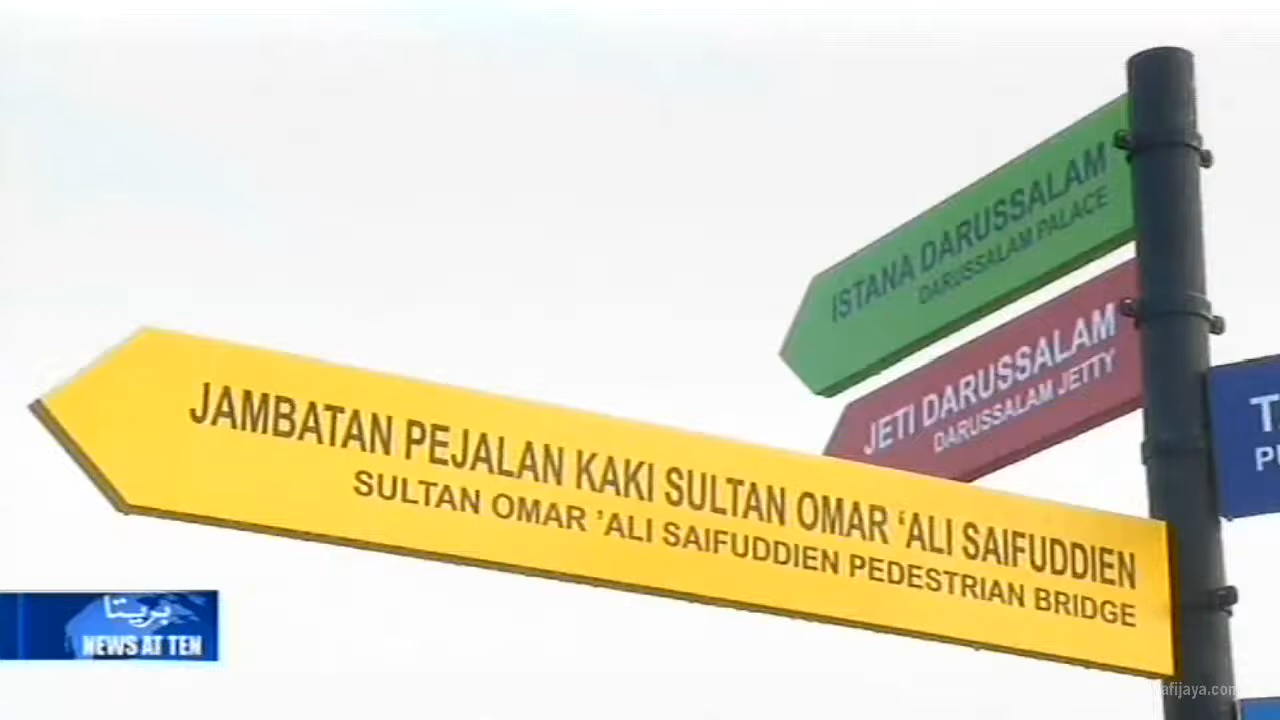 ISTANA DARUSSALAM
DARUSSALAM PALACE
JETI DARUSSALAM
DARUSSALAM JETTY
JAMBATAN PEJALAN KAKI SULTAN OMAR ‘ALI SAIFUDDIEN
SULTAN OMAR ’ALI SAIFUDDIEN PEDESTRIAN BRIDGE
بريتا
NEWS AT TEN